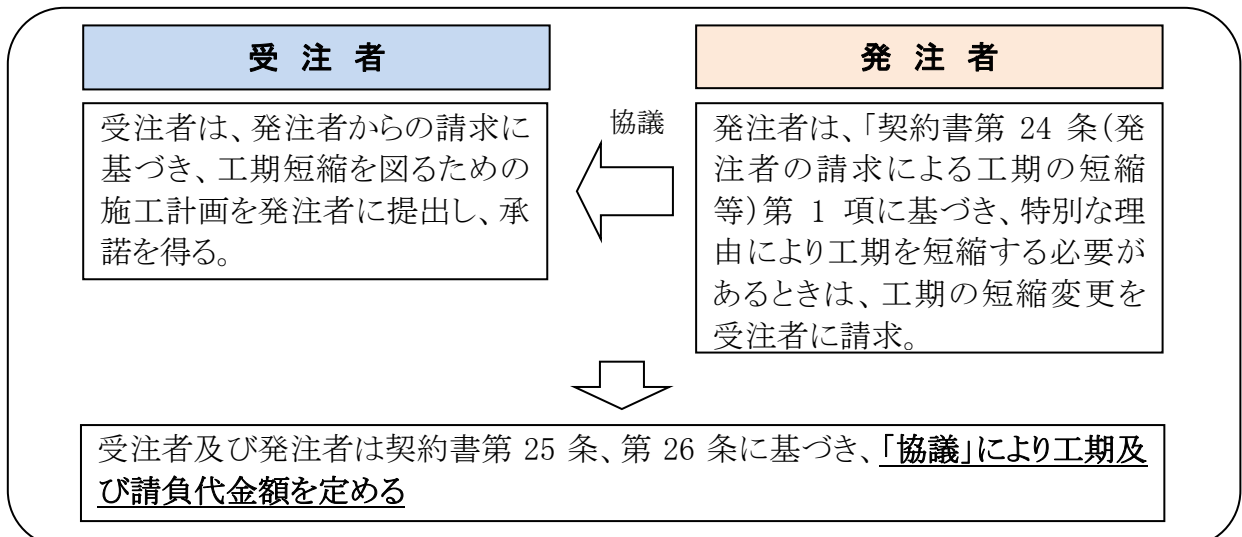 受 注 者
受注者は、発注者からの請求に
基づき、工期短縮を図るための
施工計画を発注者に提出し、承
諾を得る。
協議
発 注 者
発注者は、「契約書第 24 条(発
注者の請求による工期の短縮
等)第 1 項に基づき、特別な理
由により工期を短縮する必要が
あるときは、工期の短縮変更を
受注者に請求。
受注者及び発注者は契約書第 25 条、第 26 条に基づき、「協議」により工期及
び請負代金額を定める